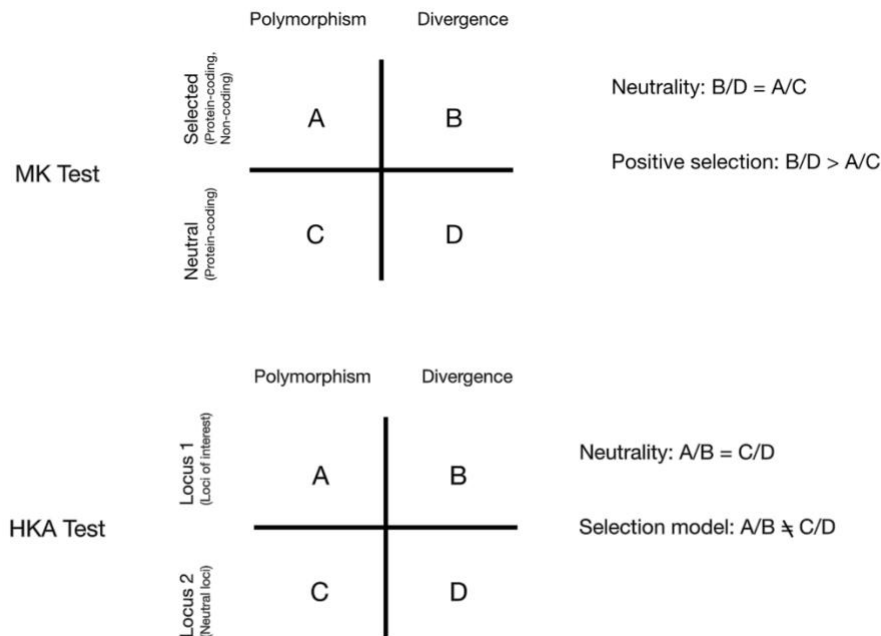 Polymorphism Divergence
Selected
(Protein-coding,
Non-coding)
A B
Neutrality: B/D = A/C
Positive selection: B/D > A/C
MK Test
Neutral
(Protein-coding)
C D
Polymorphism Divergence
Locus 1
(Loci of interest)
A B
Neutrality: A/B = C/D
Selection model: A/B ≠ C/D
HKA Test
Locus 2
(Neutral loci)
C D